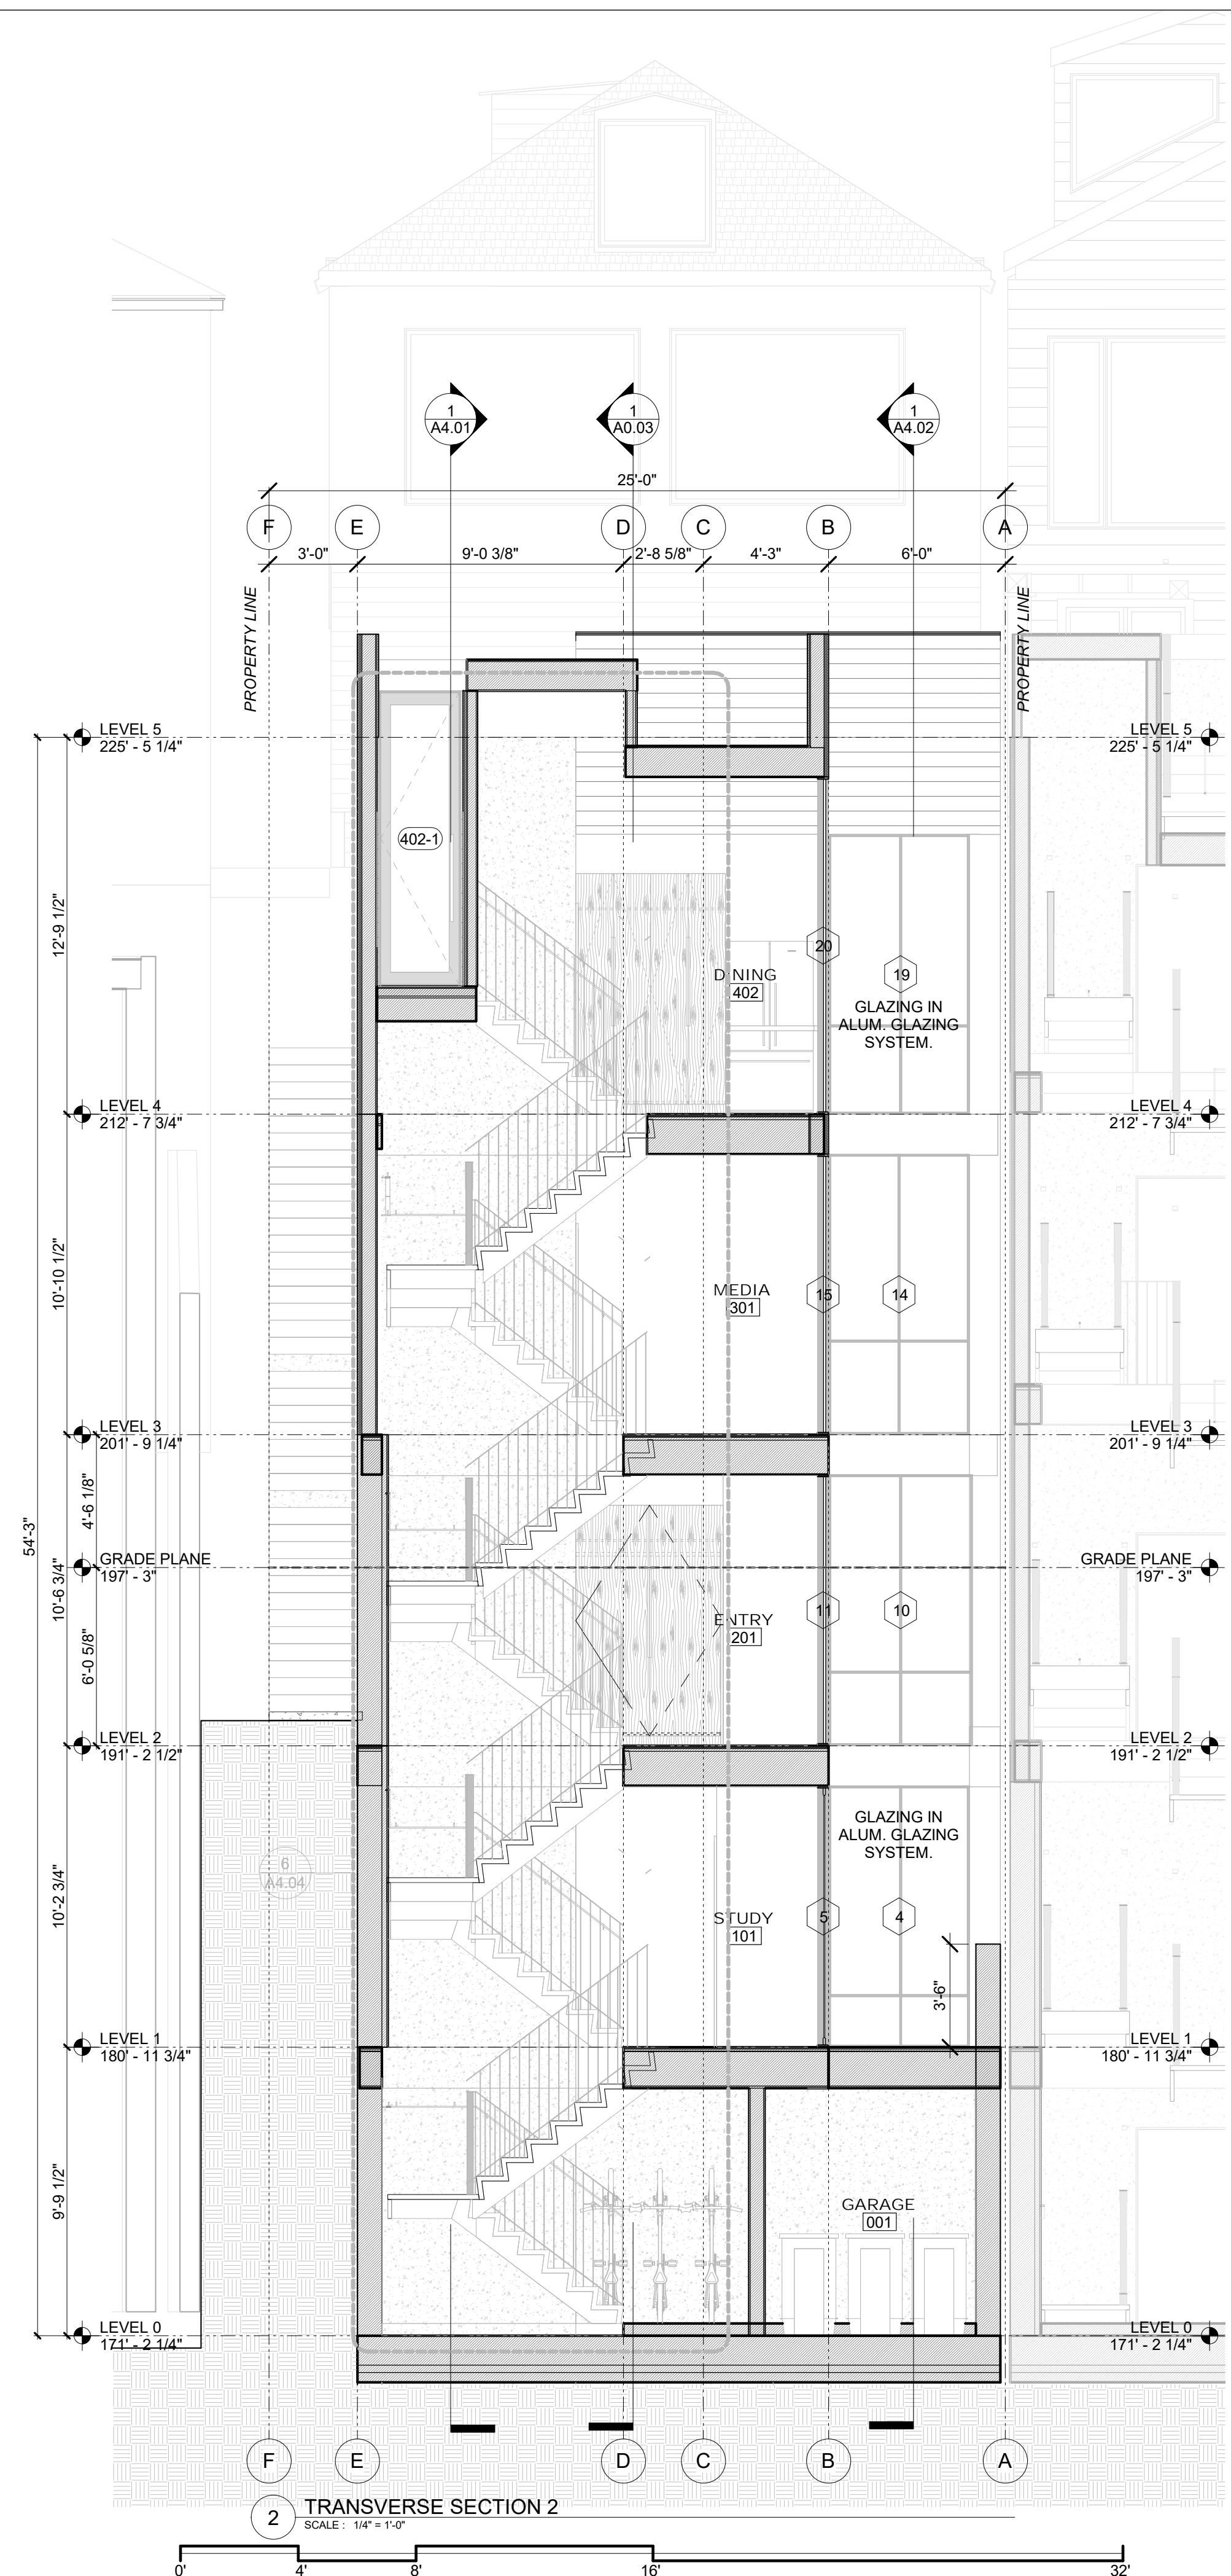 1
A4.01
1
A0.03
1
A4.02
25'-0"
F
E
D
C
B
A
3'-0"
9'-0 3/8"
2'-8 5/8"
4'-3"
6'-0"
PROPERTY LINE
PROPERTY LINE
LEVEL 5
225' - 5 1/4"
LEVEL 5
225' - 5 1/4"
402-1
12'-9 1/2"
20
DINING
402
19
GLAZING IN
ALUM. GLAZING
SYSTEM.
LEVEL 4
212' - 7 3/4"
LEVEL 4
212' - 7 3/4"
10'-10 1/2"
MEDIA
301
15
14
LEVEL 3
201' - 9 1/4"
LEVEL 3
201' - 9 1/4"
4'-6 1/8"
54'-3"
GRADE PLANE
197' - 3"
GRADE PLANE
197' - 3"
10'-6 3/4"
6'-0 5/8"
ENTRY
201
11
10
LEVEL 2
191' - 2 1/2"
LEVEL 2
191' - 2 1/2"
GLAZING IN
ALUM. GLAZING
SYSTEM.
6
A4.04
10'-2 3/4"
STUDY
101
5
4
3'-6"
LEVEL 1
180' - 11 3/4"
LEVEL 1
180' - 11 3/4"
9'-9 1/2"
GARAGE
001
LEVEL 0
171' - 2 1/4"
LEVEL 0
171' - 2 1/4"
F
E
D
C
B
A
2
TRANSVERSE SECTION 2
SCALE : 1/4" = 1'-0"
0'
4'
8'
16'
32'